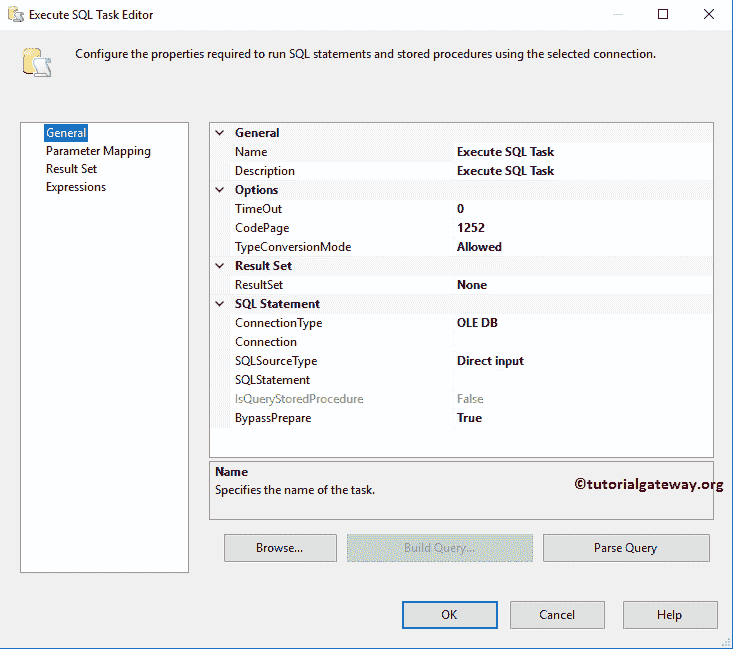 Execute SQL Task Editor
Configure the properties required to run SQL statements and stored procedures using the selected connection.
General
Parameter Mapping
Result Set
Expressions
General
Name Execute SQL Task
Description Execute SQL Task
Options
TimeOut 0
CodePage 1252
TypeConversionMode Allowed
Result Set
ResultSet None
SQL Statement
ConnectionType OLE DB
Connection
SQLSourceType Direct input
SQLStatement
IsQueryStoredProcedure False
BypassPrepare True
Name
Specifies the name of the task.
©tutorialgateway.org
Browse... Build Query... Parse Query
OK Cancel Help